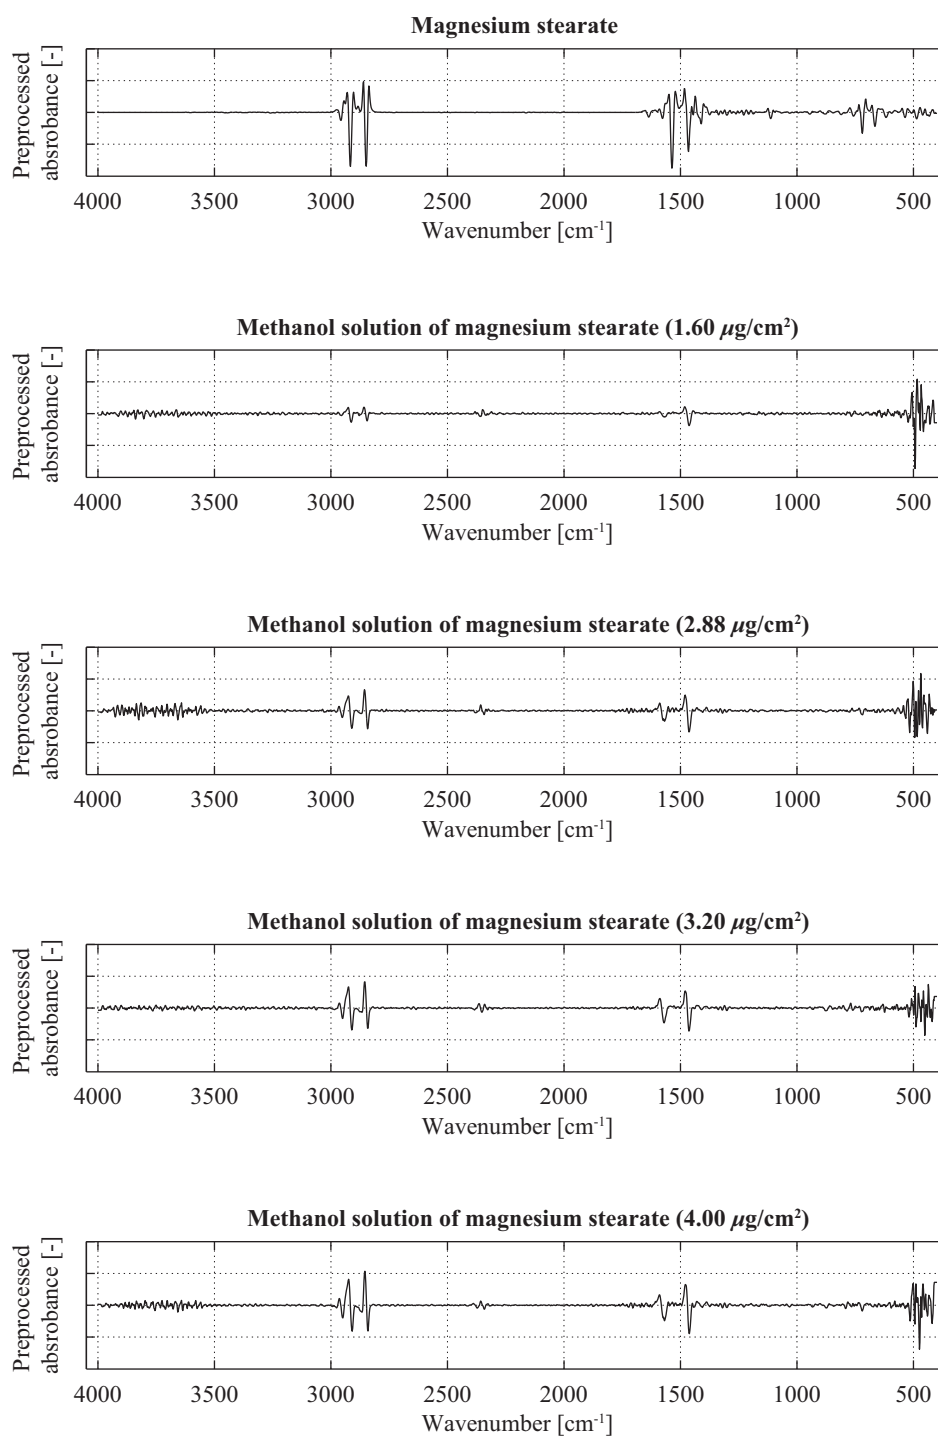 Magnesium stearate
Preprocessed
absrobance [-]
4000 3500 3000 2500 2000 1500 1000 500
Wavenumber [cm⁻¹]
Methanol solution of magnesium stearate (1.60 µg/cm²)
Preprocessed
absrobance [-]
4000 3500 3000 2500 2000 1500 1000 500
Wavenumber [cm⁻¹]
Methanol solution of magnesium stearate (2.88 µg/cm²)
Preprocessed
absrobance [-]
4000 3500 3000 2500 2000 1500 1000 500
Wavenumber [cm⁻¹]
Methanol solution of magnesium stearate (3.20 µg/cm²)
Preprocessed
absrobance [-]
4000 3500 3000 2500 2000 1500 1000 500
Wavenumber [cm⁻¹]
Methanol solution of magnesium stearate (4.00 µg/cm²)
Preprocessed
absrobance [-]
4000 3500 3000 2500 2000 1500 1000 500
Wavenumber [cm⁻¹]